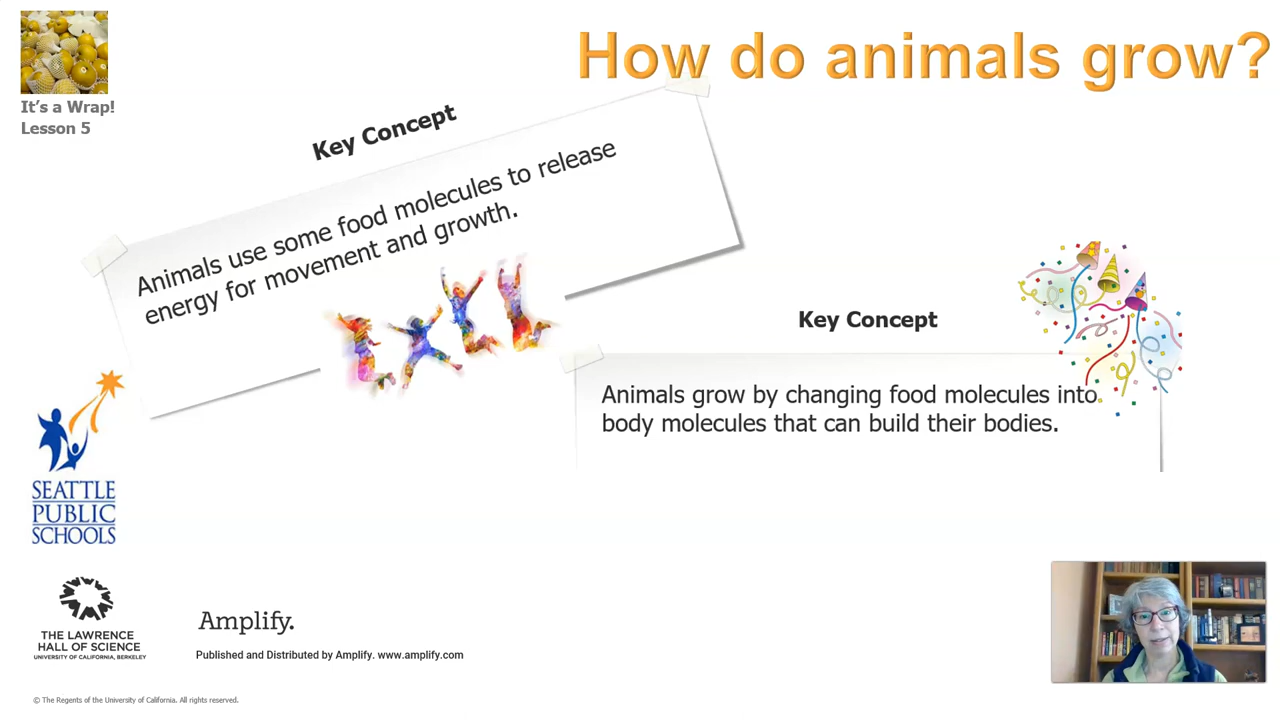 How do animals grow?
It's a Wrap!
Lesson 5
Key Concept
Animals use some food molecules to release
energy for movement and growth.
Key Concept
Animals grow by changing food molecules into
body molecules that can build their bodies.
SEATTLE
PUBLIC
SCHOOLS
THE LAWRENCE
HALL OF SCIENCE
UNIVERSITY OF CALIFORNIA, BERKELEY
Amplify.
Published and Distributed by Amplify. www.amplify.com
© The Regents of the University of California. All rights reserved.